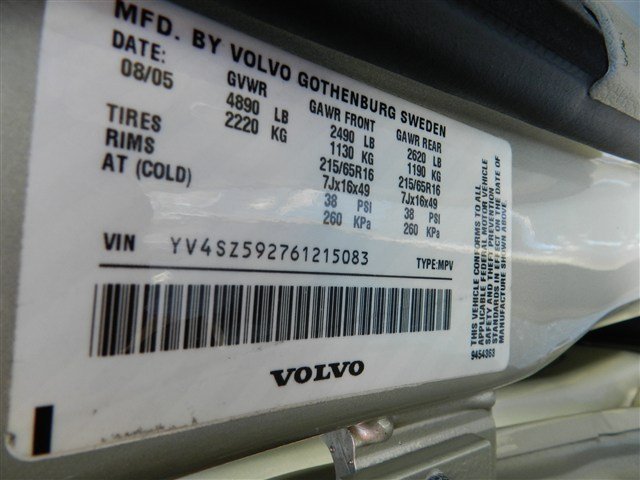 MFD. BY VOLVO GOTHENBURG SWEDEN
DATE: GVWR GAWR FRONT GAWR REAR
08/05 4890 LB 2490 LB 2620 LB
2220 KG 1130 KG 1190 KG
TIRES 215/65R16 215/65R16
RIMS 7Jx16x49 7Jx16x49
AT (COLD) 38 PSI 38 PSI
260 KPa 260 KPa
VIN YV4SZ592761215083 TYPE:MPV
VOLVO
THIS VEHICLE CONFORMS TO ALL
APPLICABLE FEDERAL MOTOR VEHICLE
SAFETY AND THEFT PREVENTION
STANDARDS IN EFFECT ON THE DATE OF
MANUFACTURE SHOWN ABOVE
9454363